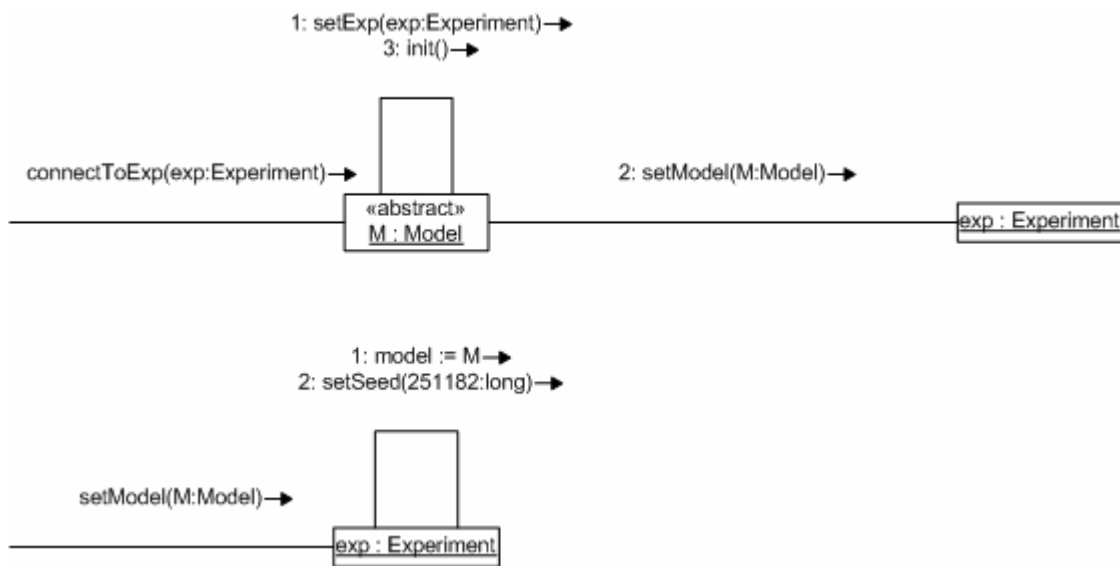 1: setExp(exp:Experiment)
3: init()
connectToExp(exp:Experiment)
2: setModel(M:Model)
«abstract»
M : Model
exp : Experiment
1: model := M
2: setSeed(251182:long)
setModel(M:Model)
exp : Experiment